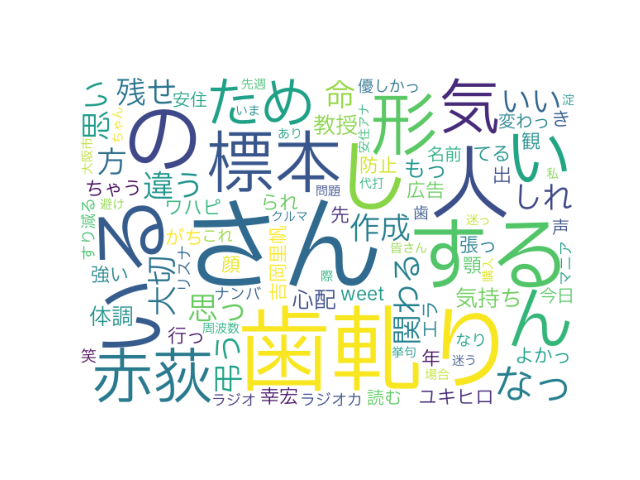 残せ
安住
先週
いま
ため
命
優しかっ
教授
安住アナ
形
気
いい
変わっ
き
淀
思い
大阪市
ちゃん
の
あり
標本
し
人
防止
もっ
てる
名前
観
出
い
方
ちゃう
違う
ワハピ
られ
代打
問題
広告
しれ
私
すり減る
避け
いる
さん
クルマ
先
作成
歯
迷っ
する
声
マニア
強い
大切
リスナ
がち
これ
顔
吉岡里帆
皆さん
張っ
顎
購入
ん
体調
思っ
ナンバ
心配
weet
際
関わる
エラ
気持ち
今日
笑
行っ
弔う
周波数
歯軋り
挙句
年
なり
迷う
よかっ
赤荻
場合
なっ
ラジオ
幸宏
ラジオカ
読む
ユキヒロ